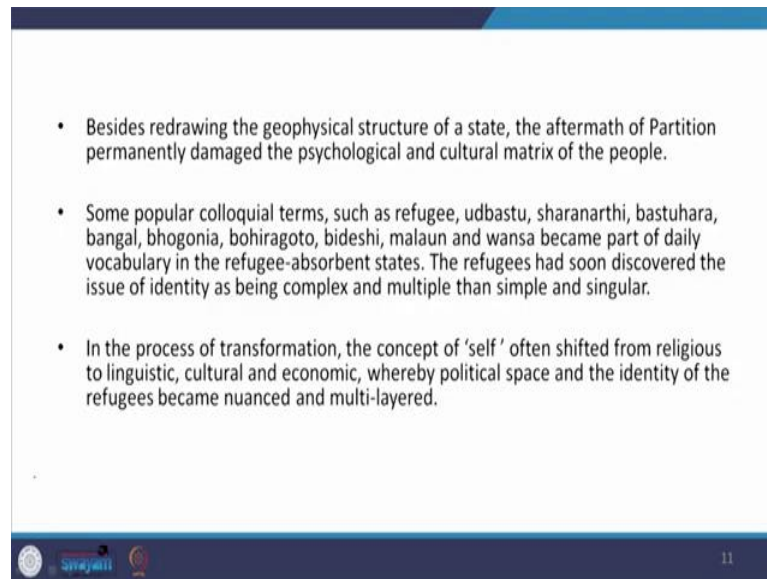 • Besides redrawing the geophysical structure of a state, the aftermath of Partition
permanently damaged the psychological and cultural matrix of the people.
• Some popular colloquial terms, such as refugee, udbastu, sharanarthi, bastuhara,
bangal, bhogonia, bohiragoto, bideshi, malaun and wansa became part of daily
vocabulary in the refugee-absorbent states. The refugees had soon discovered the
issue of identity as being complex and multiple than simple and singular.
• In the process of transformation, the concept of ‘self ’ often shifted from religious
to linguistic, cultural and economic, whereby political space and the identity of the
refugees became nuanced and multi-layered.
swayam
11